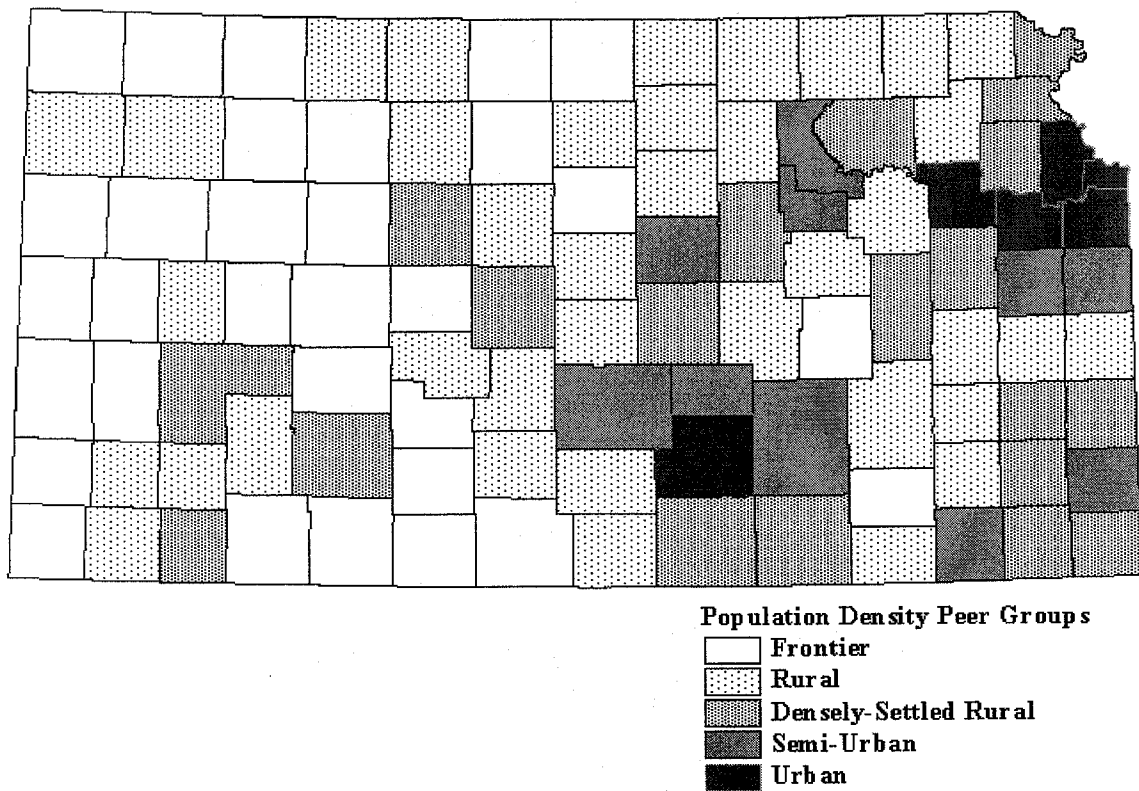 Population Density Peer Groups
Frontier
Rural
Densely-Settled Rural
Semi-Urban
Urban